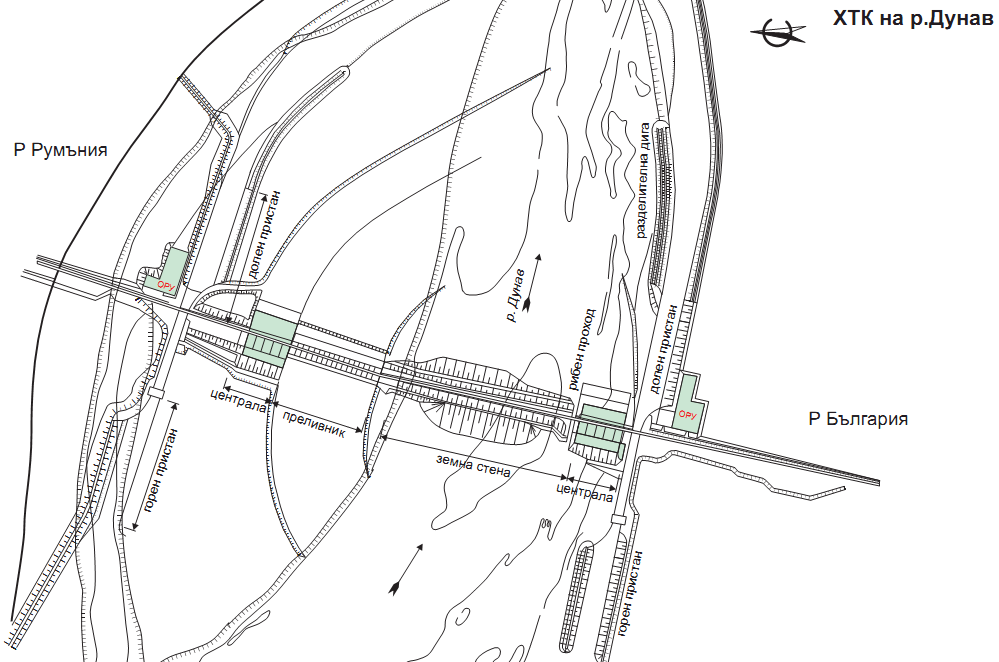 ХТК на р.Дунав
Р Румъния
разделителна дига
долен пристан
ОРУ
р. Дунав
рибен проход
долен пристан
централа
преливник
ОРУ
Р България
горен пристан
земна стена
централа
горен пристан